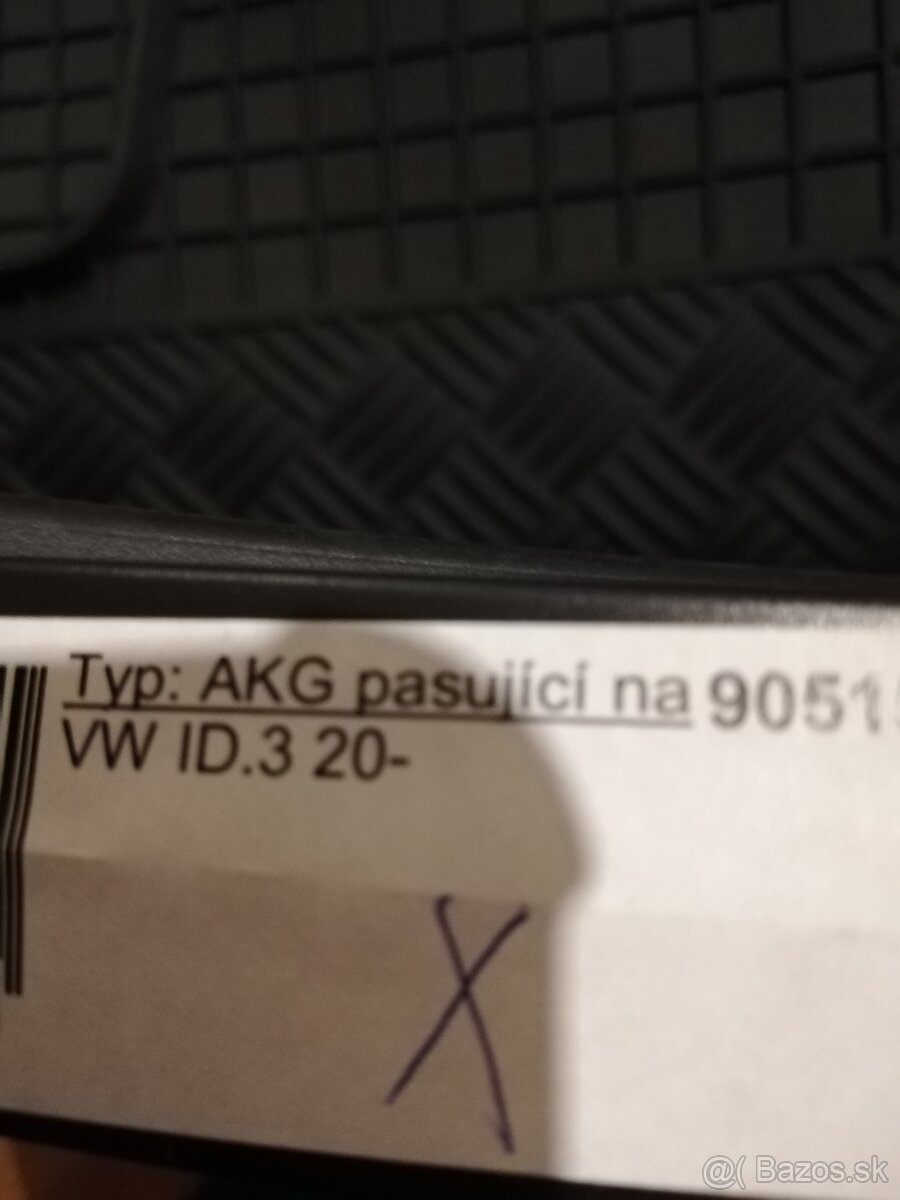 Typ: AKG pasující na 9051
VW ID.3 20-
X
@( Bazos.sk